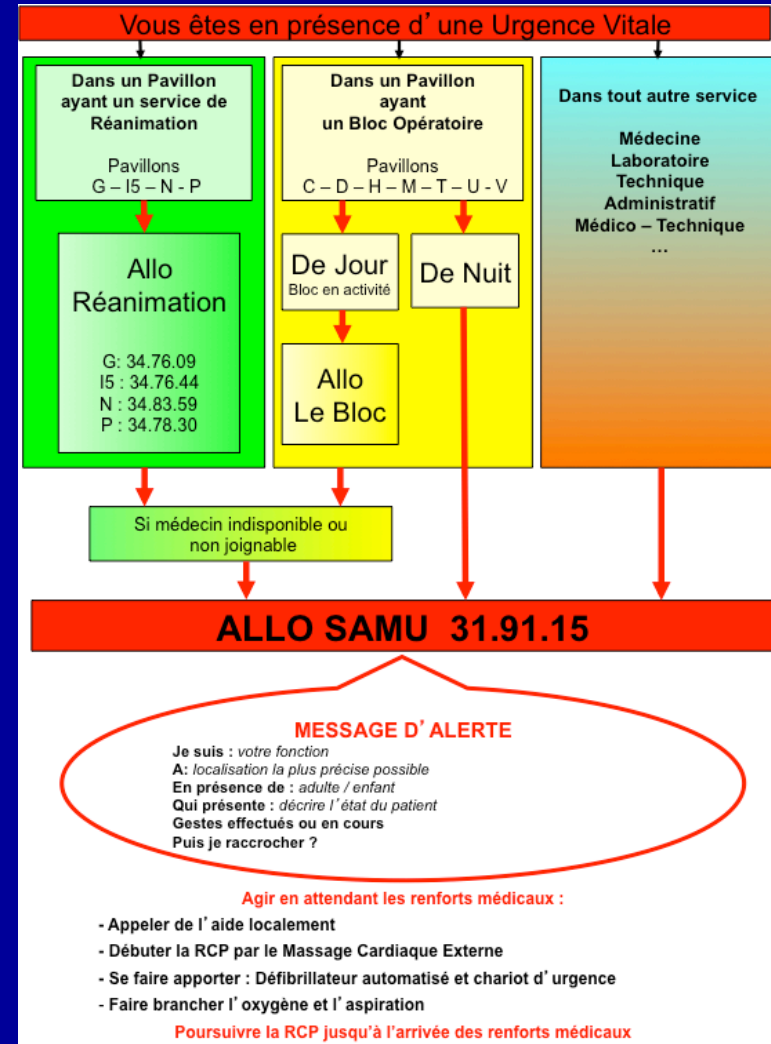 Vous êtes en présence d’une Urgence Vitale
Dans un Pavillon
ayant un service de
Réanimation
Pavillons
G – I5 – N - P
Allo
Réanimation
G: 34.76.09
I5 : 34.76.44
N : 34.83.59
P : 34.78.30
Dans un Pavillon
ayant
un Bloc Opératoire
Pavillons
C – D – H – M – T – U - V
De Jour
Bloc en activité
De Nuit
Allo
Le Bloc
Dans tout autre service
Médecine
Laboratoire
Technique
Administratif
Médico – Technique
…
Si médecin indisponible ou
non joignable
ALLO SAMU 31.91.15
MESSAGE D’ALERTE
Je suis : votre fonction
A: localisation la plus précise possible
En présence de : adulte / enfant
Qui présente : décrire l’état du patient
Gestes effectués ou en cours
Puis je raccrocher ?
Agir en attendant les renforts médicaux :
- Appeler de l’aide localement
- Débuter la RCP par le Massage Cardiaque Externe
- Se faire apporter : Défibrillateur automatisé et chariot d’urgence
- Faire brancher l’oxygène et l’aspiration
Poursuivre la RCP jusqu’à l’arrivée des renforts médicaux